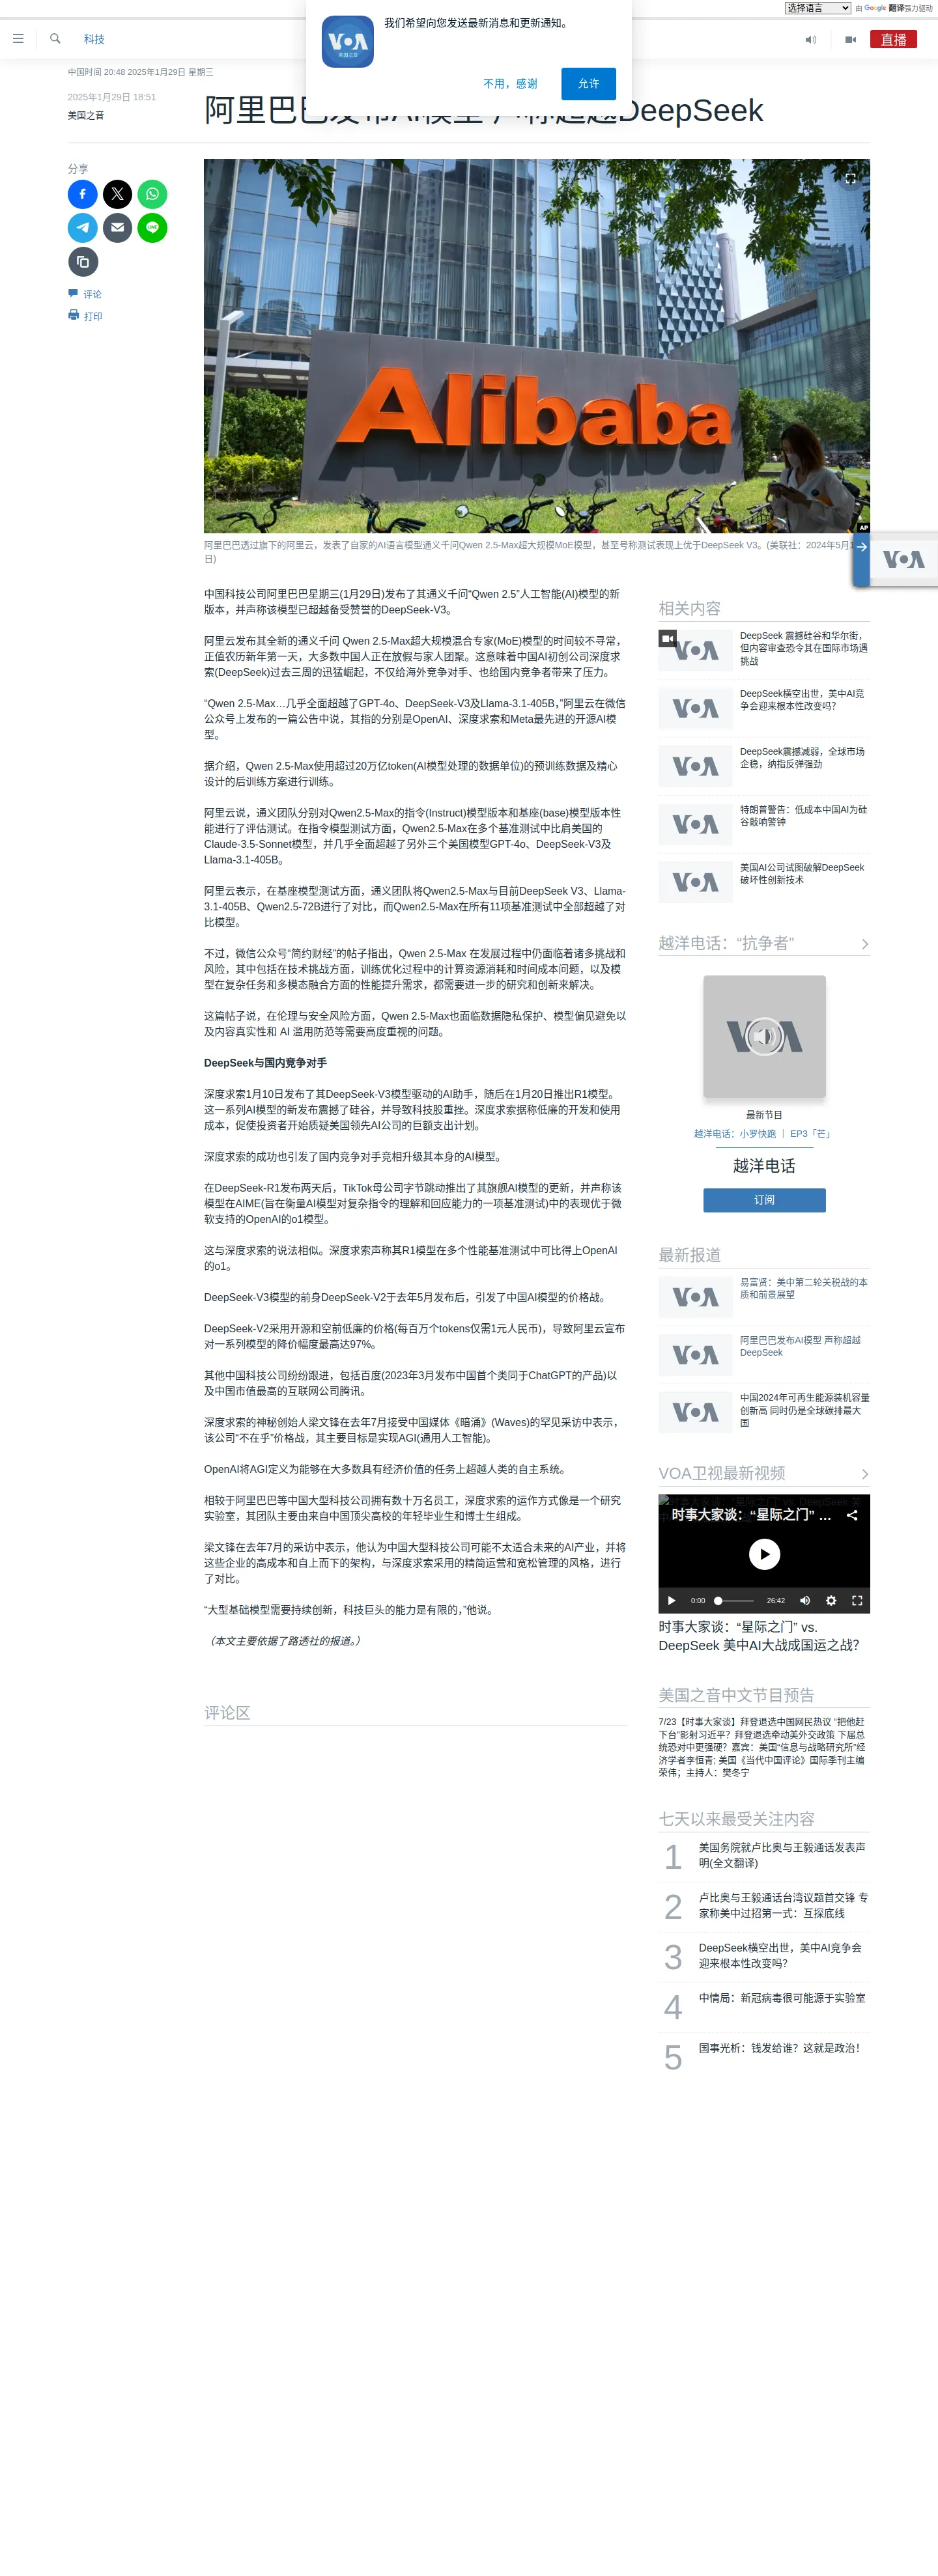 选择语言 由 Google 翻译强力驱动
VOA
美国之音
我们希望向您发送最新消息和更新通知。
不用，感谢
允许
科技
直播
中国时间 20:48 2025年1月29日 星期三
2025年1月29日 18:51
美国之音
DeepSeek
分享
LINE
评论
打印
Alibaba
AP
阿里巴巴透过旗下的阿里云，发表了自家的AI语言模型通义千问Qwen 2.5-Max超大规模MoE模型，甚至号称测试表现上优于DeepSeek V3。(美联社：2024年5月
日)
VOA
中国科技公司阿里巴巴星期三(1月29日)发布了其通义千问“Qwen 2.5”人工智能(AI)模型的新
版本，并声称该模型已超越备受赞誉的DeepSeek-V3。
阿里云发布其全新的通义千问 Qwen 2.5-Max超大规模混合专家(MoE)模型的时间较不寻常，
正值农历新年第一天，大多数中国人正在放假与家人团聚。这意味着中国AI初创公司深度求
索(DeepSeek)过去三周的迅猛崛起，不仅给海外竞争对手、也给国内竞争者带来了压力。
“Qwen 2.5-Max…几乎全面超越了GPT-4o、DeepSeek-V3及Llama-3.1-405B，”阿里云在微信
公众号上发布的一篇公告中说，其指的分别是OpenAI、深度求索和Meta最先进的开源AI模
型。
据介绍，Qwen 2.5-Max使用超过20万亿token(AI模型处理的数据单位)的预训练数据及精心
设计的后训练方案进行训练。
阿里云说，通义团队分别对Qwen2.5-Max的指令(Instruct)模型版本和基座(base)模型版本性
能进行了评估测试。在指令模型测试方面，Qwen2.5-Max在多个基准测试中比肩美国的
Claude-3.5-Sonnet模型，并几乎全面超越了另外三个美国模型GPT-4o、DeepSeek-V3及
Llama-3.1-405B。
阿里云表示，在基座模型测试方面，通义团队将Qwen2.5-Max与目前DeepSeek V3、Llama-
3.1-405B、Qwen2.5-72B进行了对比，而Qwen2.5-Max在所有11项基准测试中全部超越了对
比模型。
不过，微信公众号“简约财经”的帖子指出，Qwen 2.5-Max 在发展过程中仍面临着诸多挑战和
风险，其中包括在技术挑战方面，训练优化过程中的计算资源消耗和时间成本问题，以及模
型在复杂任务和多模态融合方面的性能提升需求，都需要进一步的研究和创新来解决。
这篇帖子说，在伦理与安全风险方面，Qwen 2.5-Max也面临数据隐私保护、模型偏见避免以
及内容真实性和 AI 滥用防范等需要高度重视的问题。
DeepSeek与国内竞争对手
深度求索1月10日发布了其DeepSeek-V3模型驱动的AI助手，随后在1月20日推出R1模型。
这一系列AI模型的新发布震撼了硅谷，并导致科技股重挫。深度求索据称低廉的开发和使用
成本，促使投资者开始质疑美国领先AI公司的巨额支出计划。
深度求索的成功也引发了国内竞争对手竞相升级其本身的AI模型。
在DeepSeek-R1发布两天后，TikTok母公司字节跳动推出了其旗舰AI模型的更新，并声称该
模型在AIME(旨在衡量AI模型对复杂指令的理解和回应能力的一项基准测试)中的表现优于微
软支持的OpenAI的o1模型。
这与深度求索的说法相似。深度求索声称其R1模型在多个性能基准测试中可比得上OpenAI
的o1。
DeepSeek-V3模型的前身DeepSeek-V2于去年5月发布后，引发了中国AI模型的价格战。
DeepSeek-V2采用开源和空前低廉的价格(每百万个tokens仅需1元人民币)，导致阿里云宣布
对一系列模型的降价幅度最高达97%。
其他中国科技公司纷纷跟进，包括百度(2023年3月发布中国首个类同于ChatGPT的产品)以
及中国市值最高的互联网公司腾讯。
深度求索的神秘创始人梁文锋在去年7月接受中国媒体《暗涌》(Waves)的罕见采访中表示，
该公司“不在乎”价格战，其主要目标是实现AGI(通用人工智能)。
OpenAI将AGI定义为能够在大多数具有经济价值的任务上超越人类的自主系统。
相较于阿里巴巴等中国大型科技公司拥有数十万名员工，深度求索的运作方式像是一个研究
实验室，其团队主要由来自中国顶尖高校的年轻毕业生和博士生组成。
梁文锋在去年7月的采访中表示，他认为中国大型科技公司可能不太适合未来的AI产业，并将
这些企业的高成本和自上而下的架构，与深度求索采用的精简运营和宽松管理的风格，进行
了对比。
“大型基础模型需要持续创新，科技巨头的能力是有限的，”他说。
（本文主要依据了路透社的报道。）
评论区
相关内容
VOA
DeepSeek 震撼硅谷和华尔街，
但内容审查恐令其在国际市场遇
挑战
VOA
DeepSeek横空出世，美中AI竞
争会迎来根本性改变吗？
VOA
DeepSeek震撼减弱，全球市场
企稳，纳指反弹强劲
VOA
特朗普警告：低成本中国AI为硅
谷敲响警钟
VOA
美国AI公司试图破解DeepSeek
破坏性创新技术
越洋电话：“抗争者”
VOA
最新节目
越洋电话：小罗快跑 ｜ EP3「芒」
越洋电话
订阅
最新报道
VOA
易富贤：美中第二轮关税战的本
质和前景展望
VOA
阿里巴巴发布AI模型 声称超越
DeepSeek
VOA
中国2024年可再生能源装机容量
创新高 同时仍是全球碳排最大
国
VOA卫视最新视频
时事大家谈：“星际之门” ...
0:00 26:42
时事大家谈：“星际之门” vs.
DeepSeek 美中AI大战成国运之战？
美国之音中文节目预告
7/23【时事大家谈】拜登退选中国网民热议 “把他赶
下台”影射习近平？拜登退选牵动美外交政策 下届总
统恐对中更强硬？嘉宾：美国“信息与战略研究所”经
济学者李恒青; 美国《当代中国评论》国际季刊主编
荣伟；主持人：樊冬宁
七天以来最受关注内容
1 美国务院就卢比奥与王毅通话发表声
明(全文翻译)
2 卢比奥与王毅通话台湾议题首交锋 专
家称美中过招第一式：互探底线
3 DeepSeek横空出世，美中AI竞争会
迎来根本性改变吗？
4 中情局：新冠病毒很可能源于实验室
5 国事光析：钱发给谁？这就是政治！